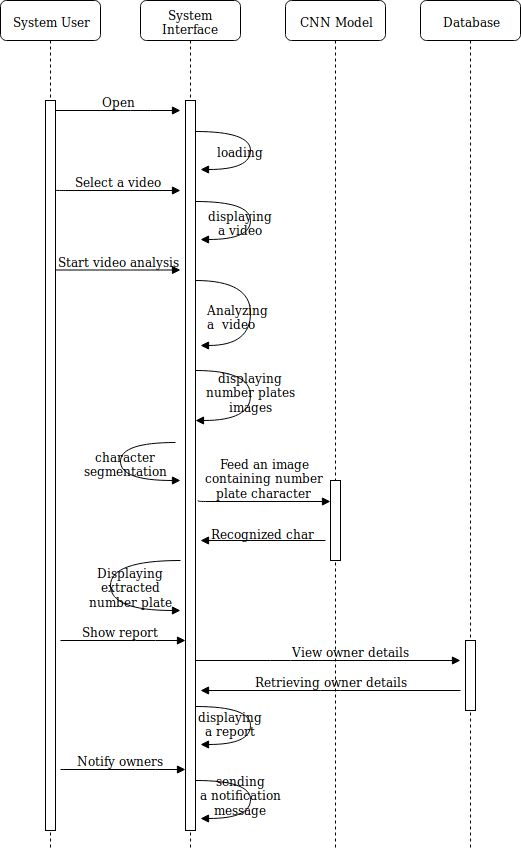 System User
System
Interface
CNN Model
Database
Open
loading
Select a video
displaying
a video
Start video analysis
Analyzing
a video
displaying
number plates
images
character
segmentation
Feed an image
containing number
plate character
Recognized char
Displaying
extracted
number plate
Show report
View owner details
Retrieving owner details
displaying
a report
Notify owners
sending
a notification
message